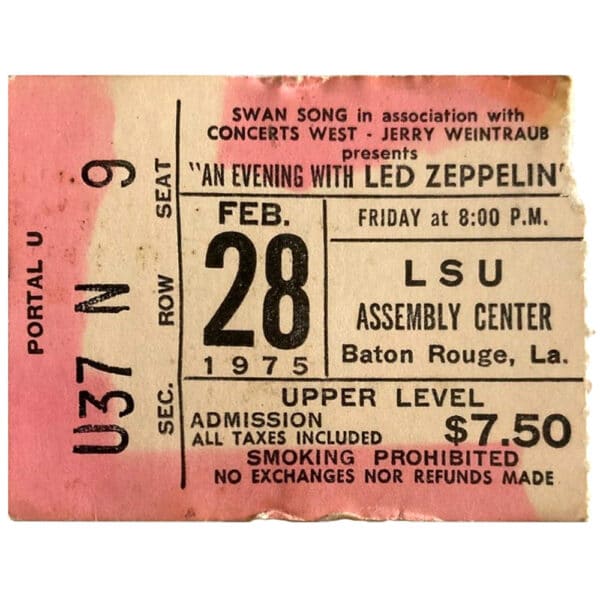 PORTAL U
U37 N 9
SEC. ROW SEAT
SWAN SONG in association with
CONCERTS WEST - JERRY WEINTRAUB
presents
"AN EVENING WITH LED ZEPPELIN"
FEB.
28
1975
FRIDAY at 8:00 P.M.
LSU
ASSEMBLY CENTER
Baton Rouge, La.
UPPER LEVEL
ADMISSION
ALL TAXES INCLUDED
$7.50
SMOKING PROHIBITED
NO EXCHANGES NOR REFUNDS MADE